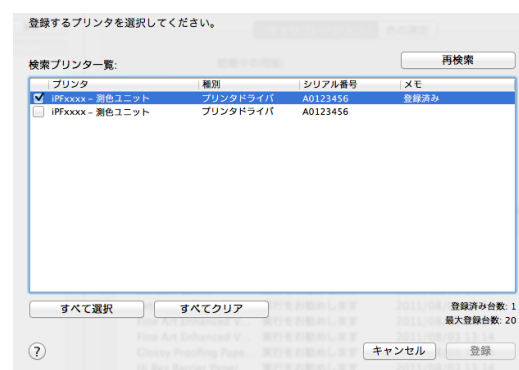 登録するプリンタを選択してください。
検索プリンター覧:
再検索
プリンタ 種別 シリアル番号 メモ
iPFxxxx – 測色ユニット プリンタドライバ A0123456 登録済み
iPFxxxx – 測色ユニット プリンタドライバ A0123456
すべて選択 すべてクリア
登録済み台数: 1
最大登録台数: 20
? キャンセル 登録